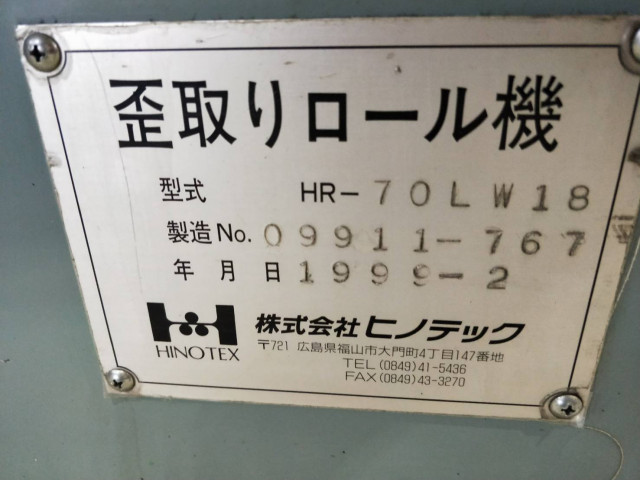 歪取りロール機
型式 HR-70LW18
製造No. 09911-767
年月日 1999-2
HINOTEX
株式会社ヒノテック
〒721 広島県福山市大門町4丁目147番地
TEL (0849)41-5436
FAX (0849)43-3270